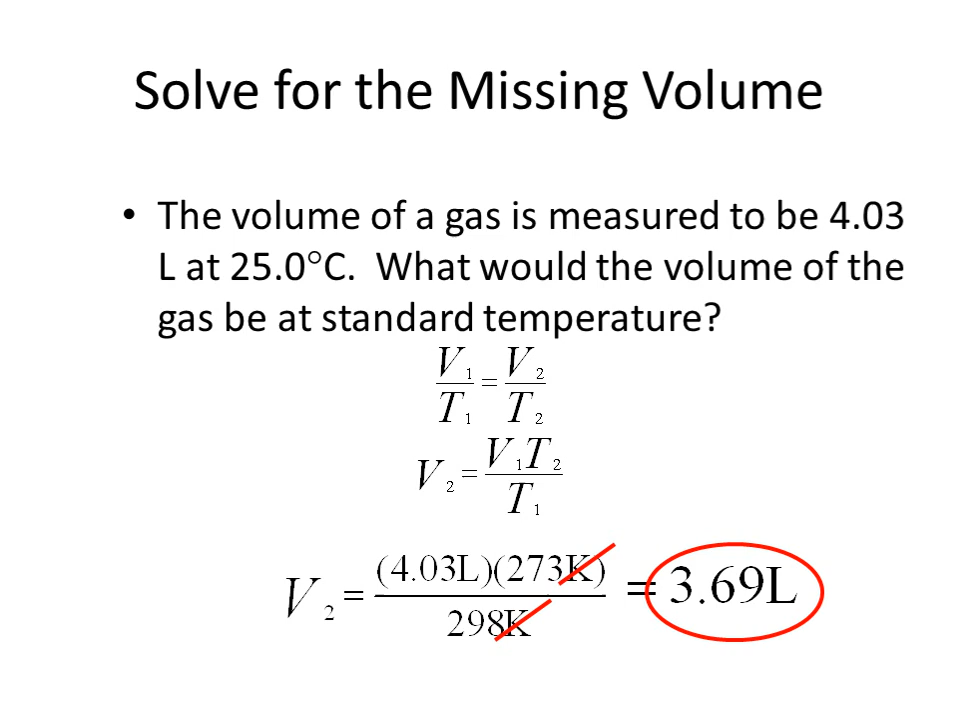 Solve for the Missing Volume
• The volume of a gas is measured to be 4.03
L at 25.0°C.  What would the volume of the
gas be at standard temperature?
V₁/T₁ = V₂/T₂
V₂ = V₁T₂/T₁
V₂ = (4.03L)(273K)/298K = 3.69L